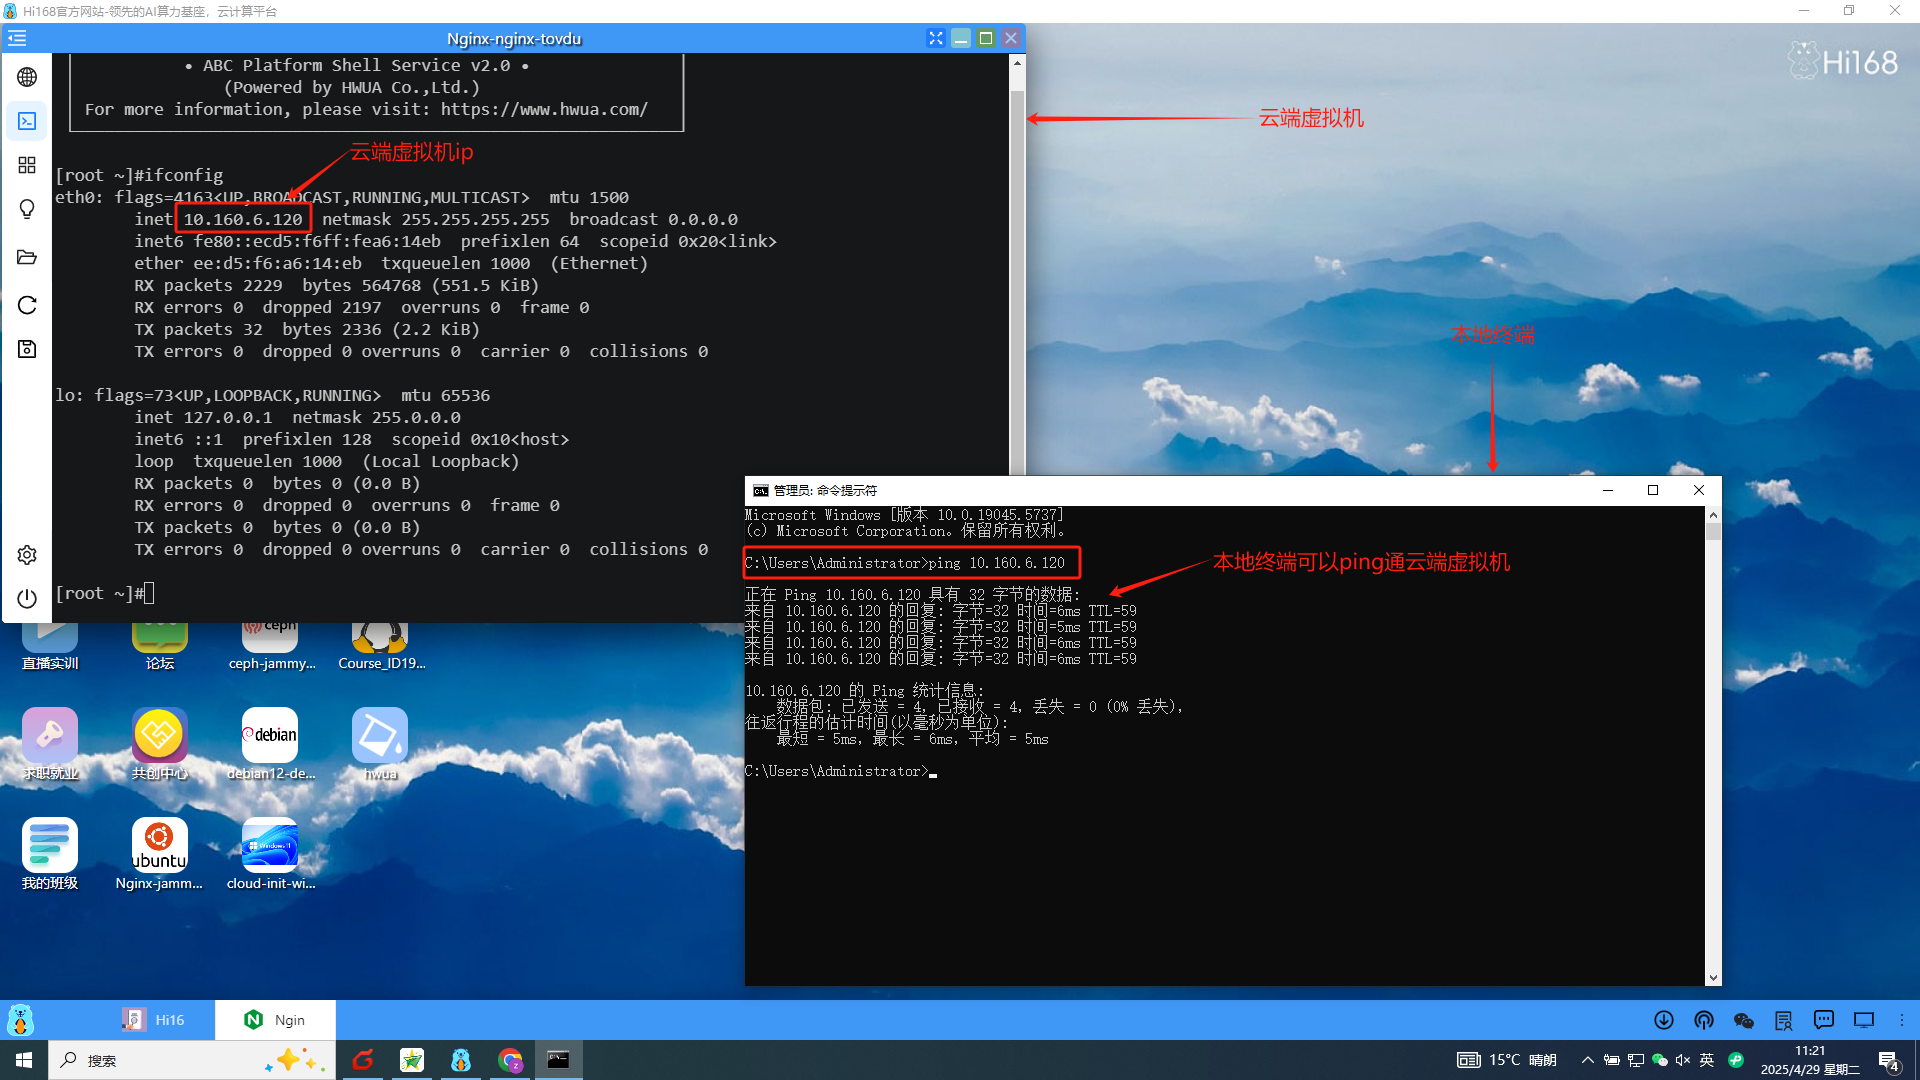 Hi168官方网站-领先的AI算力基座，云计算平台
Nginx-nginx-tovdu
• ABC Platform Shell Service v2.0 •
(Powered by HWUA Co.,Ltd.)
For more information, please visit: https://www.hwua.com/
云端虚拟机ip
[root ~]#ifconfig
eth0: flags=4163<UP,BROADCAST,RUNNING,MULTICAST>  mtu 1500
inet 10.160.6.120  netmask 255.255.255.255  broadcast 0.0.0.0
inet6 fe80::ecd5:f6ff:fea6:14eb  prefixlen 64  scopeid 0x20<link>
ether ee:d5:f6:a6:14:eb  txqueuelen 1000  (Ethernet)
RX packets 2229  bytes 564768 (551.5 KiB)
RX errors 0  dropped 2197  overruns 0  frame 0
TX packets 32  bytes 2336 (2.2 KiB)
TX errors 0  dropped 0 overruns 0  carrier 0  collisions 0
lo: flags=73<UP,LOOPBACK,RUNNING>  mtu 65536
inet 127.0.0.1  netmask 255.0.0.0
inet6 ::1  prefixlen 128  scopeid 0x10<host>
loop  txqueuelen 1000  (Local Loopback)
RX packets 0  bytes 0 (0.0 B)
RX errors 0  dropped 0  overruns 0  frame 0
TX packets 0  bytes 0 (0.0 B)
TX errors 0  dropped 0 overruns 0  carrier 0  collisions 0
[root ~]#
Hi168
云端虚拟机
本地终端
管理员: 命令提示符
Microsoft Windows [版本 10.0.19045.5737]
(c) Microsoft Corporation。保留所有权利。
C:\Users\Administrator>ping 10.160.6.120
本地终端可以ping通云端虚拟机
正在 Ping 10.160.6.120 具有 32 字节的数据:
来自 10.160.6.120 的回复: 字节=32 时间=6ms TTL=59
来自 10.160.6.120 的回复: 字节=32 时间=5ms TTL=59
来自 10.160.6.120 的回复: 字节=32 时间=6ms TTL=59
来自 10.160.6.120 的回复: 字节=32 时间=6ms TTL=59
10.160.6.120 的 Ping 统计信息:
数据包: 已发送 = 4，已接收 = 4，丢失 = 0 (0% 丢失)，
往返行程的估计时间(以毫秒为单位):
最短 = 5ms，最长 = 6ms，平均 = 5ms
C:\Users\Administrator>
ceph
直播实训
论坛
ceph-jammy...
Course_ID19...
debian
求职就业
共创中心
debian12-de...
hwua
ubuntu
Windows 11
我的班级
Nginx-jamm...
cloud-init-wi...
Hi16
Ngin
搜索
15°C 晴朗
英
11:21
2025/4/29 星期二
4